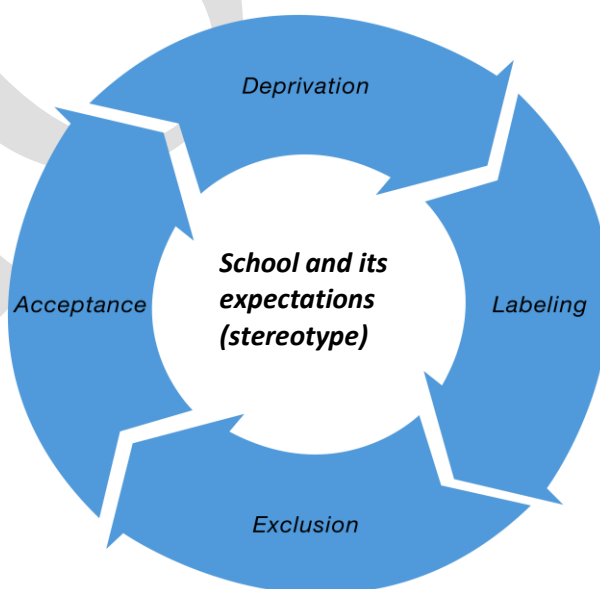 Deprivation
School and its
expectations
(stereotype)
Acceptance
Labeling
Exclusion